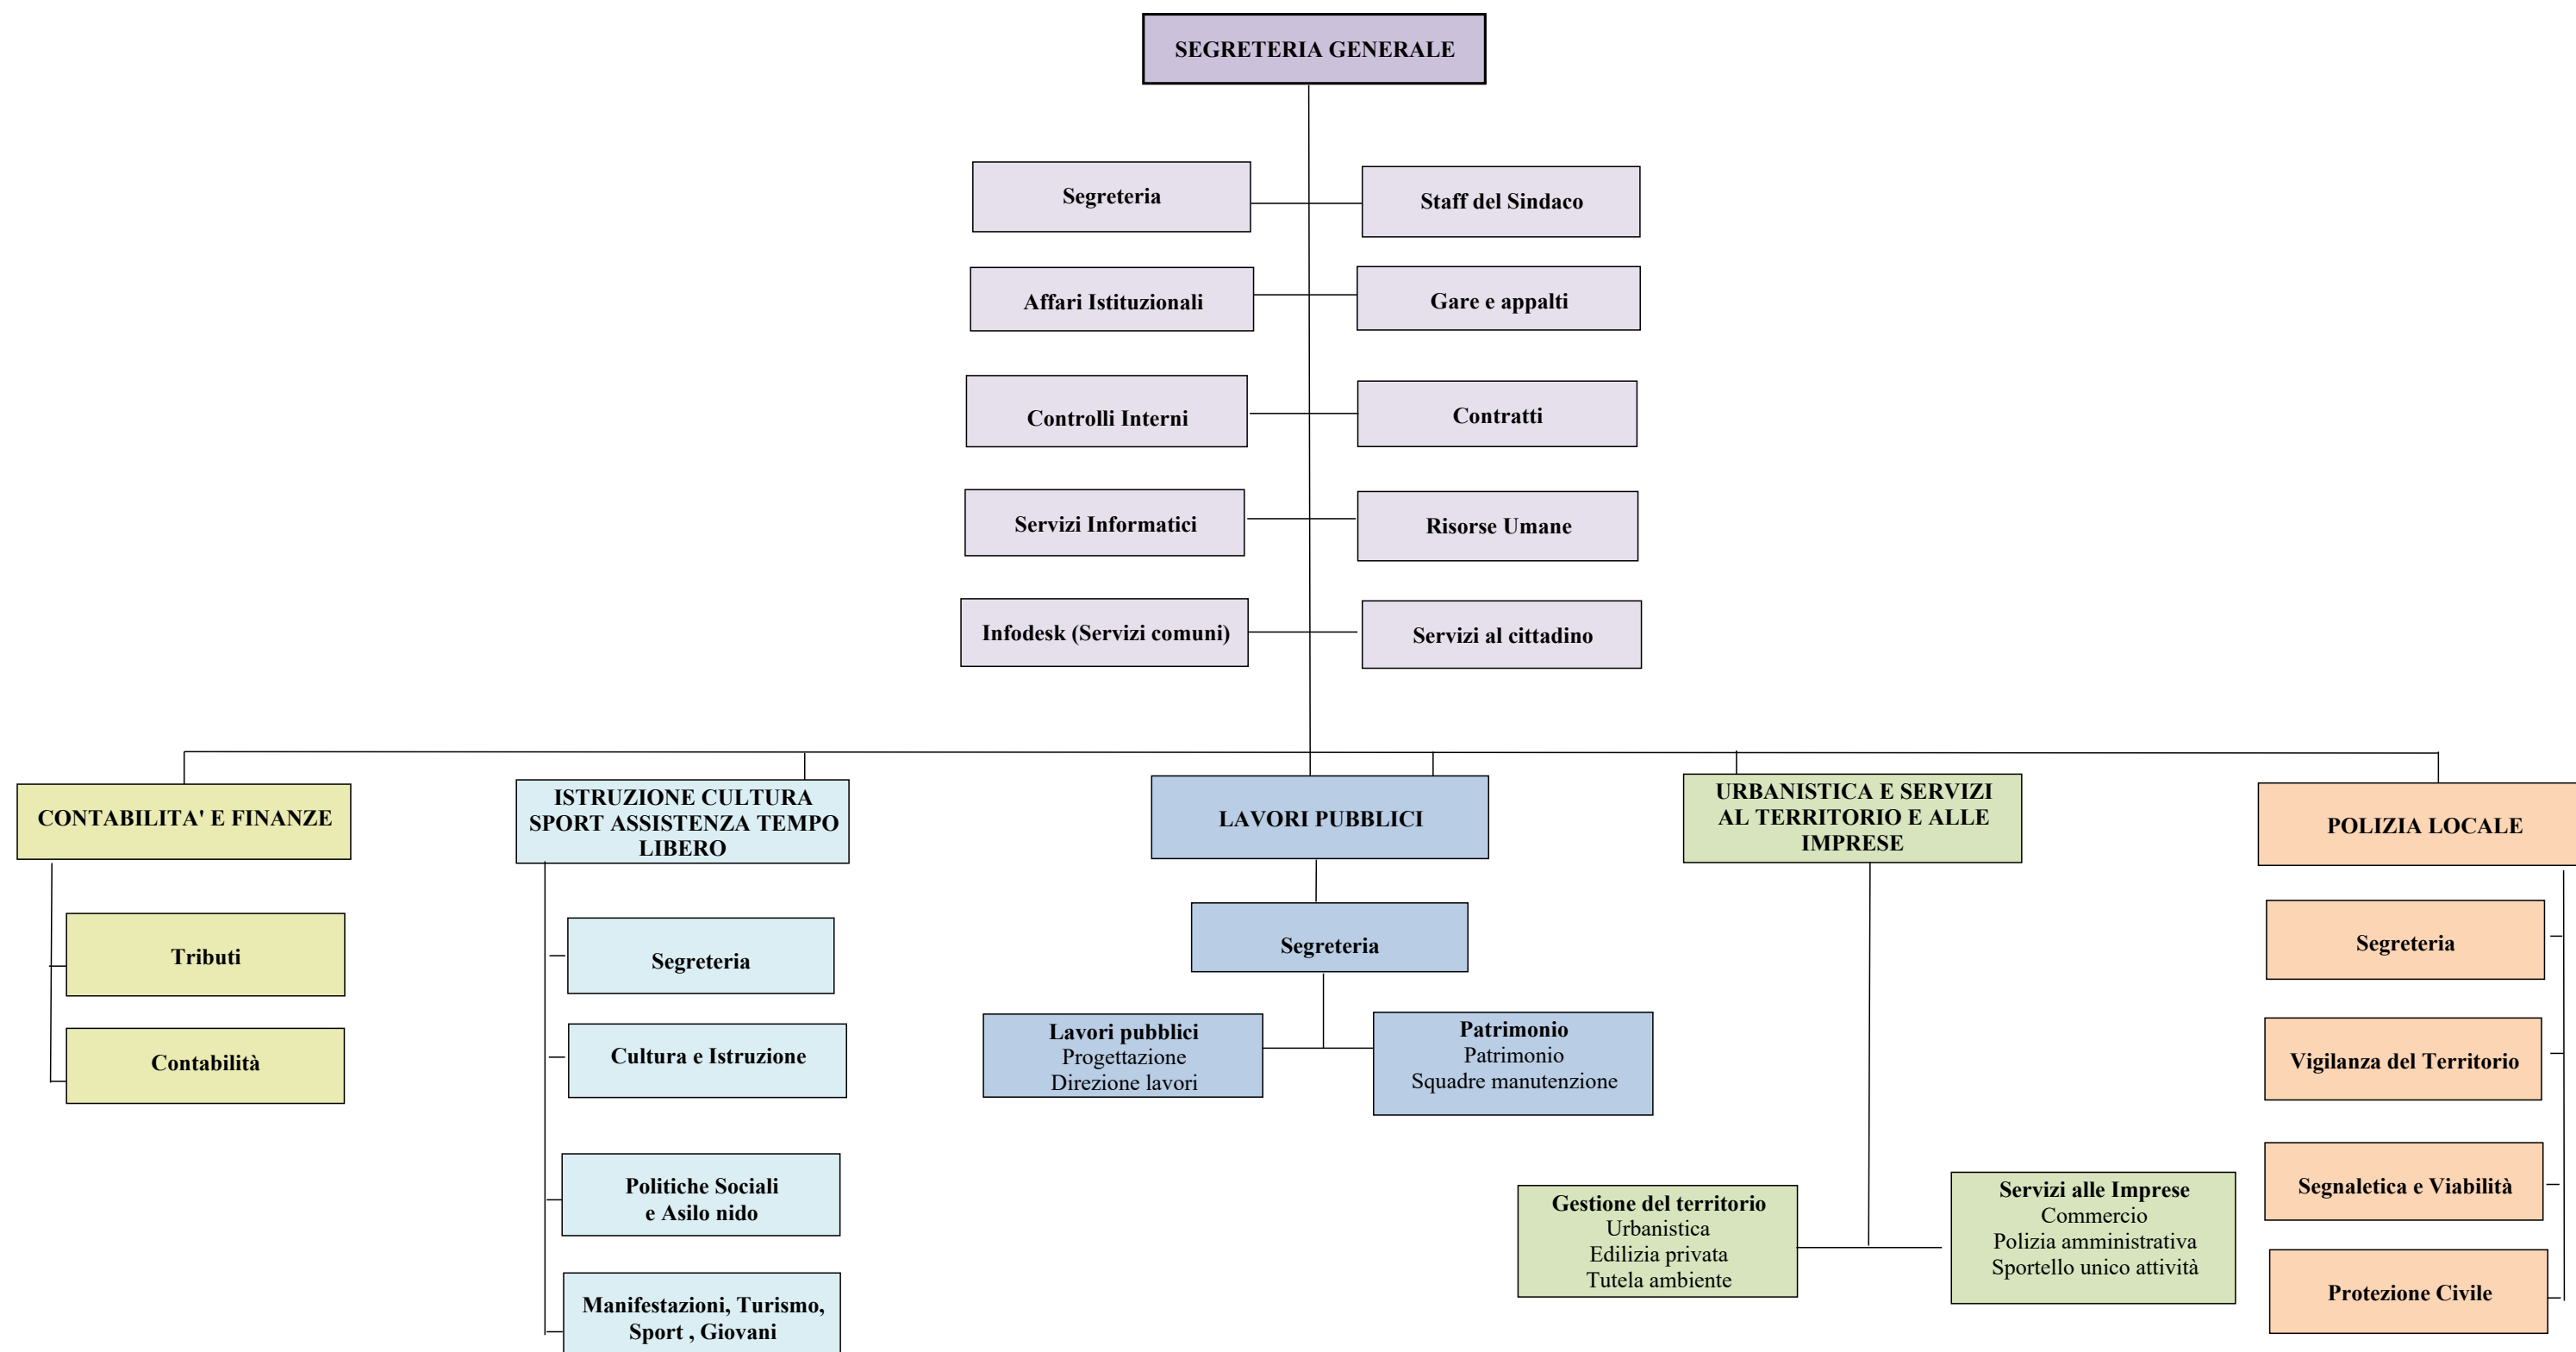 SEGRETERIA GENERALE
Segreteria
Staff del Sindaco
Affari Istituzionali
Gare e appalti
Controlli Interni
Contratti
Servizi Informatici
Risorse Umane
Infodesk (Servizi comuni)
Servizi al cittadino
CONTABILITA' E FINANZE
Tributi
Contabilità
ISTRUZIONE CULTURA
SPORT ASSISTENZA TEMPO
LIBERO
Segreteria
Cultura e Istruzione
Politiche Sociali
e Asilo nido
Manifestazioni, Turismo,
Sport , Giovani
LAVORI PUBBLICI
Segreteria
Lavori pubblici
Progettazione
Direzione lavori
Patrimonio
Patrimonio
Squadre manutenzione
URBANISTICA E SERVIZI
AL TERRITORIO E ALLE
IMPRESE
Gestione del territorio
Urbanistica
Edilizia privata
Tutela ambiente
Servizi alle Imprese
Commercio
Polizia amministrativa
Sportello unico attività
POLIZIA LOCALE
Segreteria
Vigilanza del Territorio
Segnaletica e Viabilità
Protezione Civile